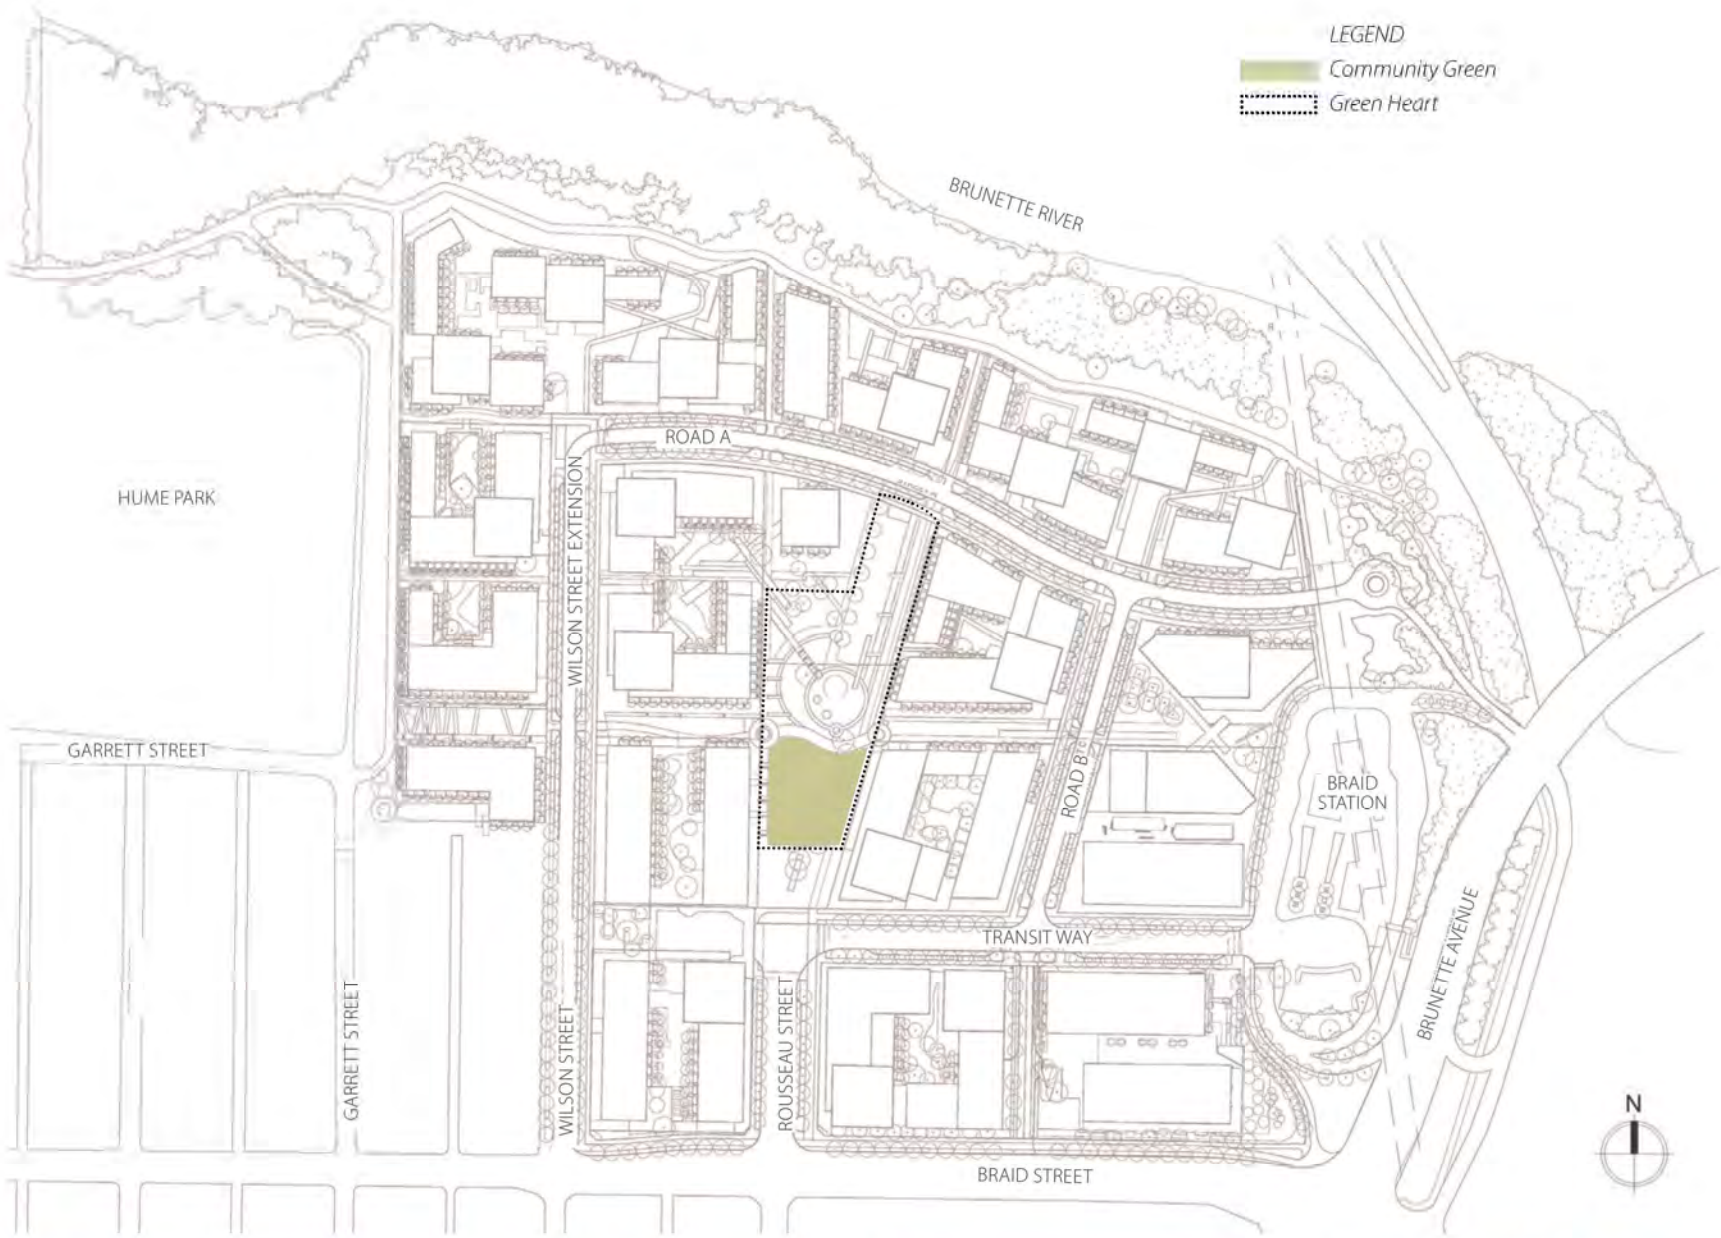 LEGEND
Community Green
Green Heart
BRUNETTE RIVER
ROAD A
HUME PARK
WILSON STREET EXTENSION
GARRETT STREET
ROAD B
BRAID
STATION
TRANSIT WAY
BRUNETTE AVENUE
GARRETT STREET
WILSON STREET
ROUSSEAU STREET
BRAID STREET
N